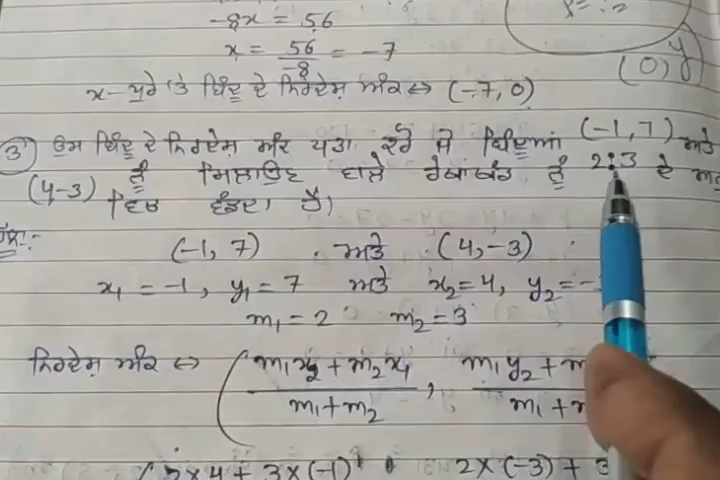 -8x = 56
x = 56/-8 = -7
x-ਧੁਰੇ 'ਤੇ ਬਿੰਦੂ ਦੇ ਨਿਰਦੇਸ਼ ਅੰਕ ↔ (-7, 0)
(0, y)
③ ਉਸ ਬਿੰਦੂ ਦੇ ਨਿਰਦੇਸ਼ ਅੰਕ ਪਤਾ ਕਰੋ ਜੋ ਬਿੰਦੂਆਂ (-1, 7) ਅਤੇ
(4-3) ਨੂੰ ਮਿਲਾਉਣ ਵਾਲੇ ਰੇਖਾਖੰਡ ਨੂੰ 2:3 ਦੇ
ਵਿਚ ਵੰਡਦਾ ਹੈ।
(-1, 7) ਅਤੇ (4, -3)
x₁ = -1, y₁ = 7 ਅਤੇ x₂ = 4, y₂ = -
m₁ = 2 m₂ = 3
ਨਿਰਦੇਸ਼ ਅੰਕ ↔ ( m₁x₂ + m₂x₁ / m₁ + m₂ , m₁y₂ + m / m₁ +
2×4 + 3×(-1) 2×(-3) + 3